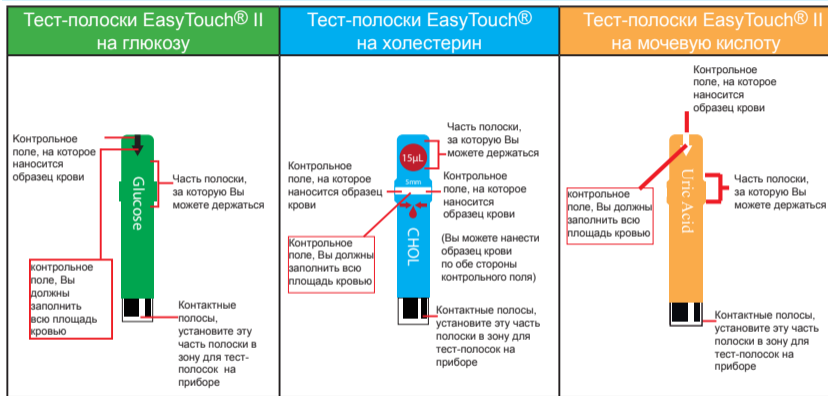 Тест-полоски EasyTouch® II
на глюкозу
Контрольное
поле, на которое
наносится
образец крови
Glucose
Часть полоски,
за которую Вы
можете держаться
контрольное
поле, Вы
должны
заполнить
всю площадь
кровью
Контактные
полосы,
установите эту
часть полоски в
зону для тест-
полосок на
приборе
Тест-полоски EasyTouch®
на холестерин
Часть полоски,
за которую Вы
можете держаться
15µL
5mm
CHOL
Контрольное
поле, на которое
наносится образец
крови
Контрольное
поле, на которое
наносится
образец крови
(Вы можете нанести
образец крови
по обе стороны
контрольного поля)
Контрольное
поле, Вы должны
заполнить всю
площадь кровью
Контактные полосы,
установите эту часть
полоски в зону для
тест-полосок на
приборе
Тест-полоски EasyTouch® II
на мочевую кислоту
Контрольное
поле, на которое
наносится
образец крови
Uric Acid
Часть полоски,
за которую Вы
можете держаться
контрольное
поле, Вы должны
заполнить всю
площадь кровью
Контактные полосы,
установите эту часть
полоски в зону для
тест-полосок на
приборе